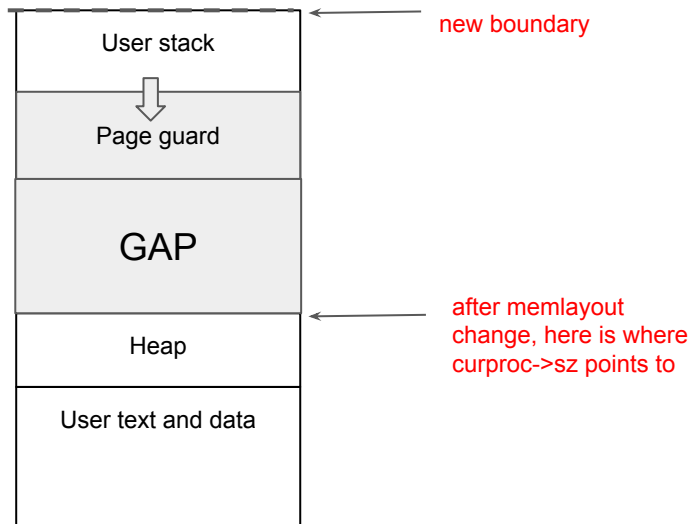 new boundary
User stack
Page guard
GAP
after memlayout
change, here is where
curproc->sz points to
Heap
User text and data